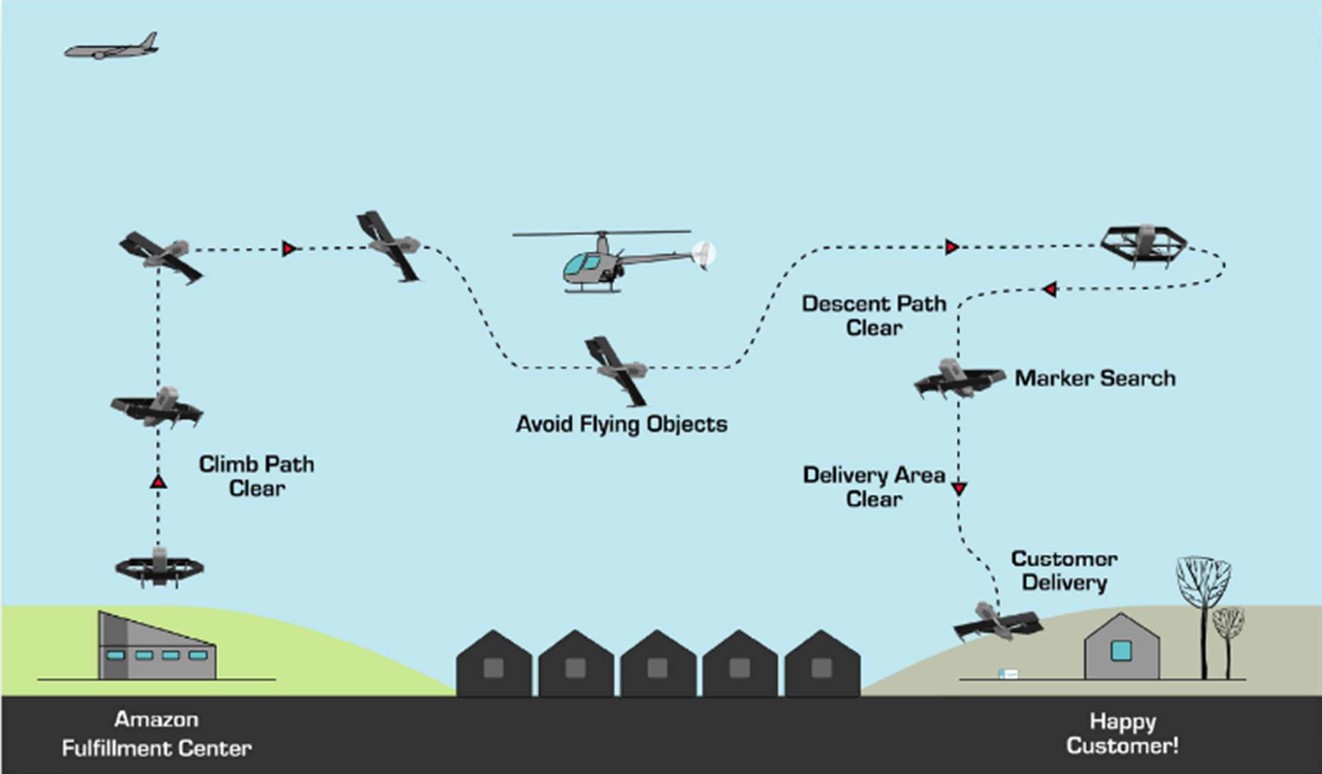 Descent Path
Clear
Marker Search
Avoid Flying Objects
Climb Path
Clear
Delivery Area
Clear
Customer
Delivery
Amazon
Fulfillment Center
Happy
Customer!